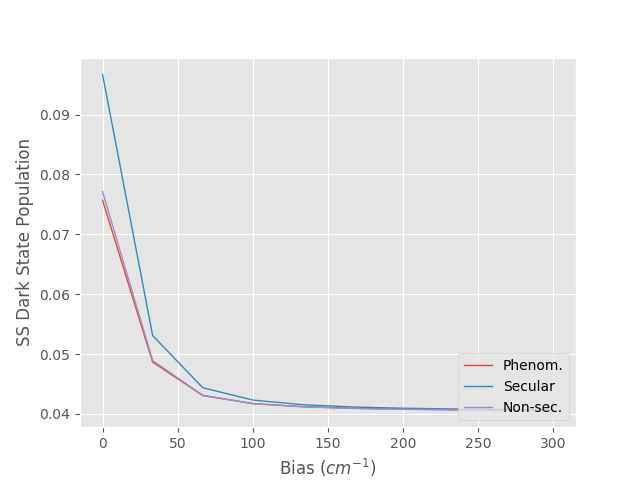 0.09
0.08
0.07
0.06
0.05
0.04
SS Dark State Population
0 50 100 150 200 250 300
Bias (cm⁻¹)
Phenom.
Secular
Non-sec.